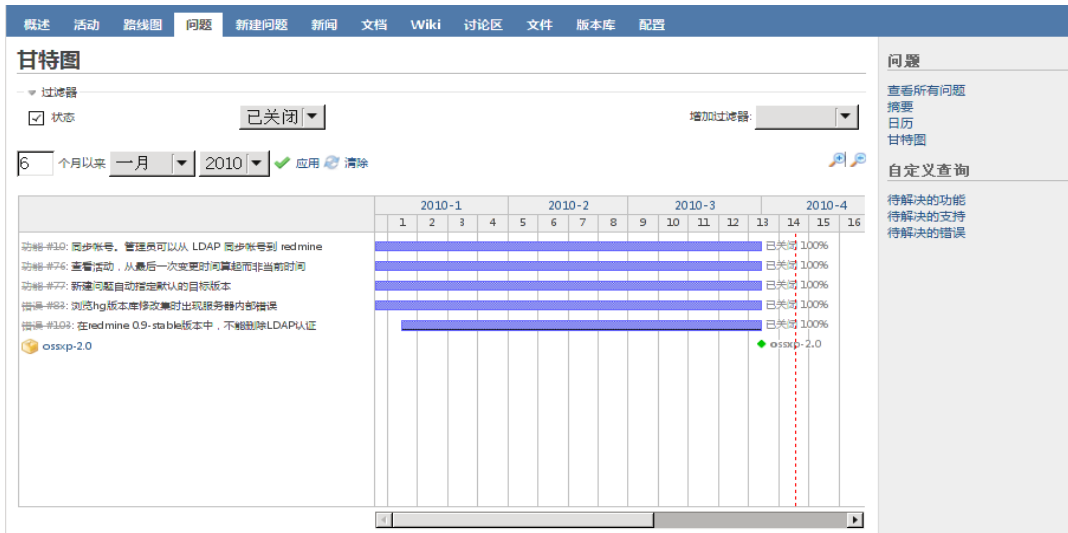 概述 活动 路线图 问题 新建问题 新闻 文档 Wiki 讨论区 文件 版本库 配置
甘特图
过滤器
状态 已关闭 增加过滤器:
6 个月以来 一月 2010 应用 清除
2010-1 2010-2 2010-3 2010-4
1 2 3 4 5 6 7 8 9 10 11 12 13 14 15 16
功能 #10: 同步帐号。管理员可以从 LDAP 同步帐号到 redmine 已关闭 100%
功能 #76: 查看活动，从最后一次变更时间算起而非当前时间 已关闭 100%
功能 #77: 新建问题自动指定默认的目标版本 已关闭 100%
错误 #83: 浏览hg版本库修改集时出现服务器内部错误 已关闭 100%
错误 #103: 在redmine 0.9-stable版本中，不能删除LDAP认证 已关闭 100%
ossxp-2.0 ossxp-2.0
问题
查看所有问题
摘要
日历
甘特图
自定义查询
待解决的功能
待解决的支持
待解决的错误